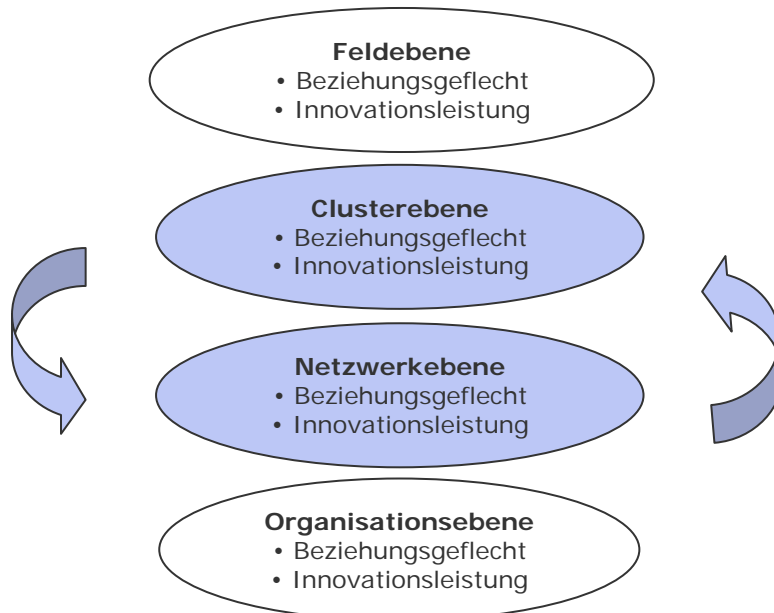 Feldebene
• Beziehungsgeflecht
• Innovationsleistung
Clusterebene
• Beziehungsgeflecht
• Innovationsleistung
Netzwerkebene
• Beziehungsgeflecht
• Innovationsleistung
Organisationsebene
• Beziehungsgeflecht
• Innovationsleistung